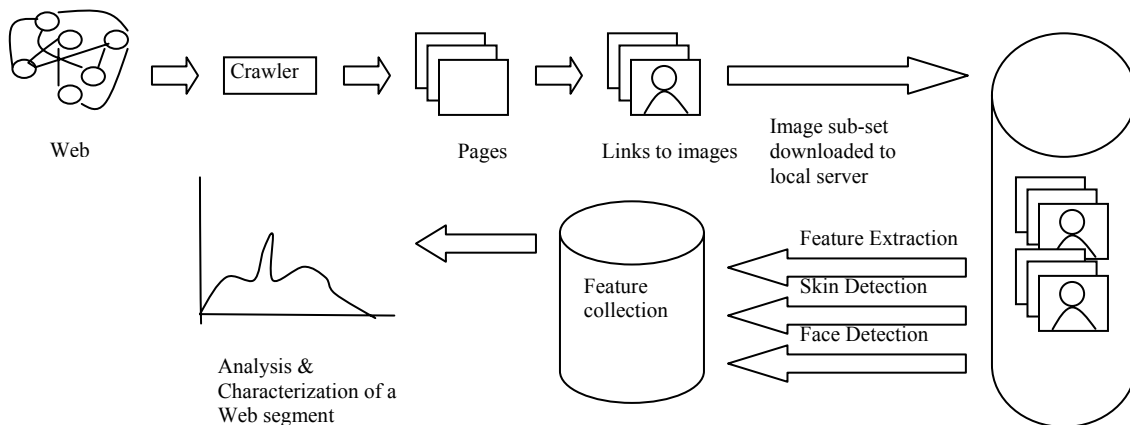 Crawler
Web
Pages
Links to images
Image sub-set
downloaded to
local server
Feature Extraction
Skin Detection
Face Detection
Feature
collection
Analysis &
Characterization of a
Web segment